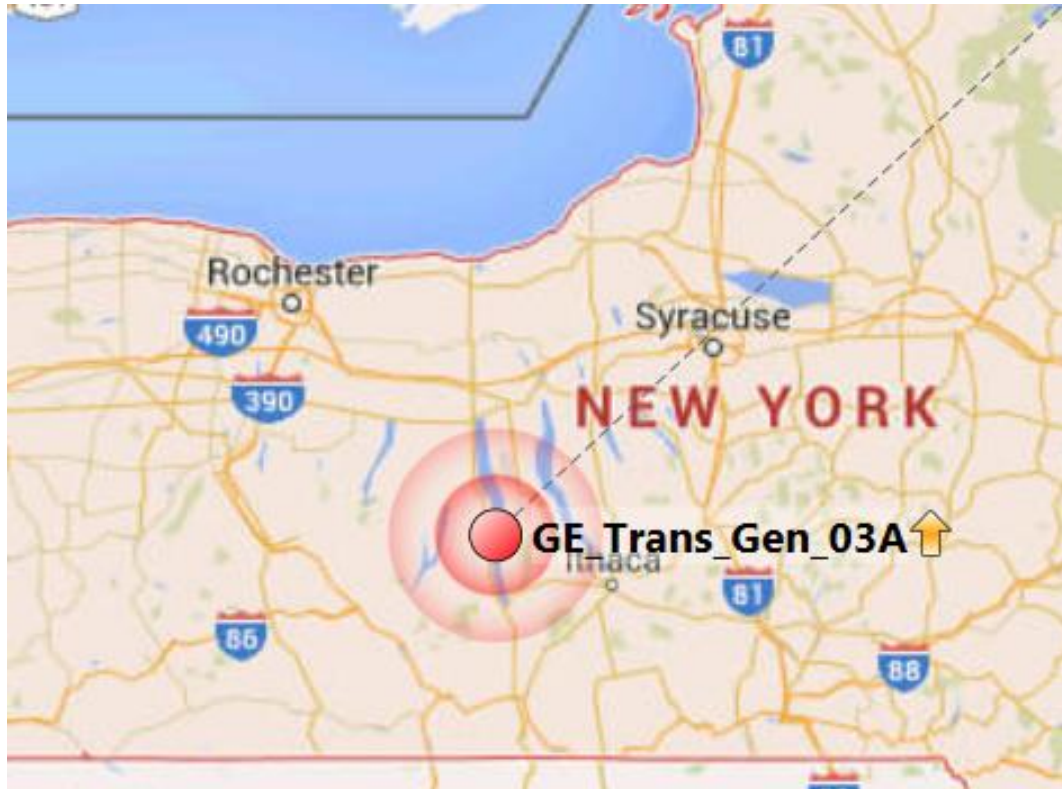 81
Rochester
490
Syracuse
390
NEW YORK
GE_Trans_Gen_03A
Ithaca
81
86
88